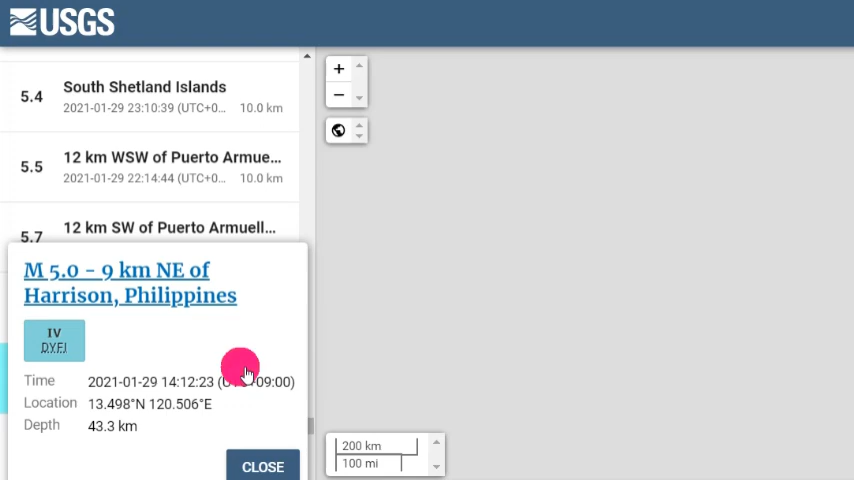 USGS
5.4
South Shetland Islands
2021-01-29 23:10:39 (UTC+0... 10.0 km
5.5
12 km WSW of Puerto Armue...
2021-01-29 22:14:44 (UTC+0... 10.0 km
5.7
12 km SW of Puerto Armuell...
M 5.0 - 9 km NE of
Harrison, Philippines
IV
DYFI
Time 2021-01-29 14:12:23 (UTC+09:00)
Location 13.498°N 120.506°E
Depth 43.3 km
CLOSE
+
−
200 km
100 mi